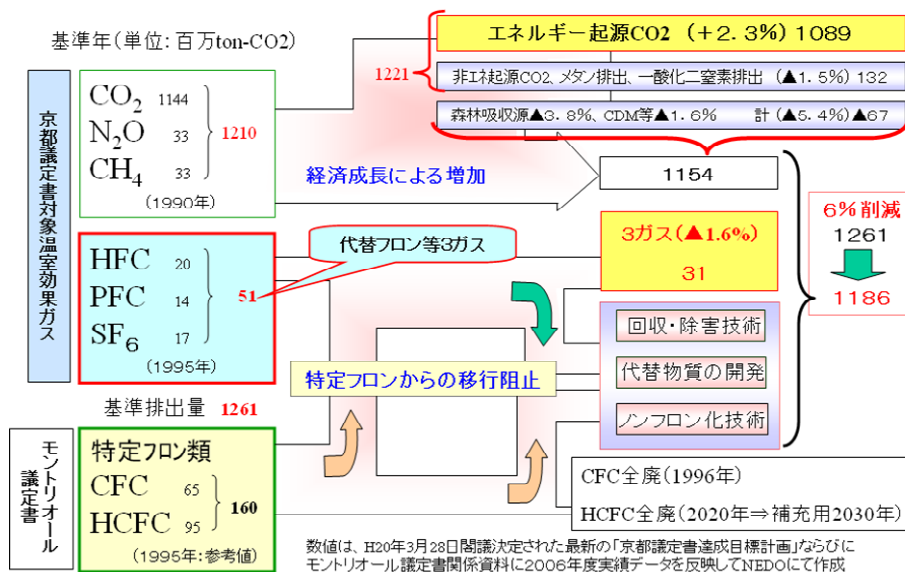 基準年(単位: 百万ton-CO2)
京都議定書対象温室効果ガス
CO2 1144
N2O 33
CH4 33
1210
(1990年)
HFC 20
PFC 14
SF6 17
51
(1995年)
基準排出量 1261
モントリオール議定書
特定フロン類
CFC 65
HCFC 95
160
(1995年:参考値)
エネルギー起源CO2 (+2.3%) 1089
1221
非エネ起源CO2、メタン排出、一酸化二窒素排出 (▲1.5%) 132
森林吸収源▲3.8%、CDM等▲1.6% 計 (▲5.4%)▲67
経済成長による増加
1154
代替フロン等3ガス
3ガス(▲1.6%)
31
6%削減
1261
1186
特定フロンからの移行阻止
回収・除害技術
代替物質の開発
ノンフロン化技術
CFC全廃(1996年)
HCFC全廃(2020年⇒補充用2030年)
数値は、H20年3月28日閣議決定された最新の「京都議定書達成目標計画」ならびに
モントリオール議定書関係資料に2006年度実績データを反映してNEDOにて作成